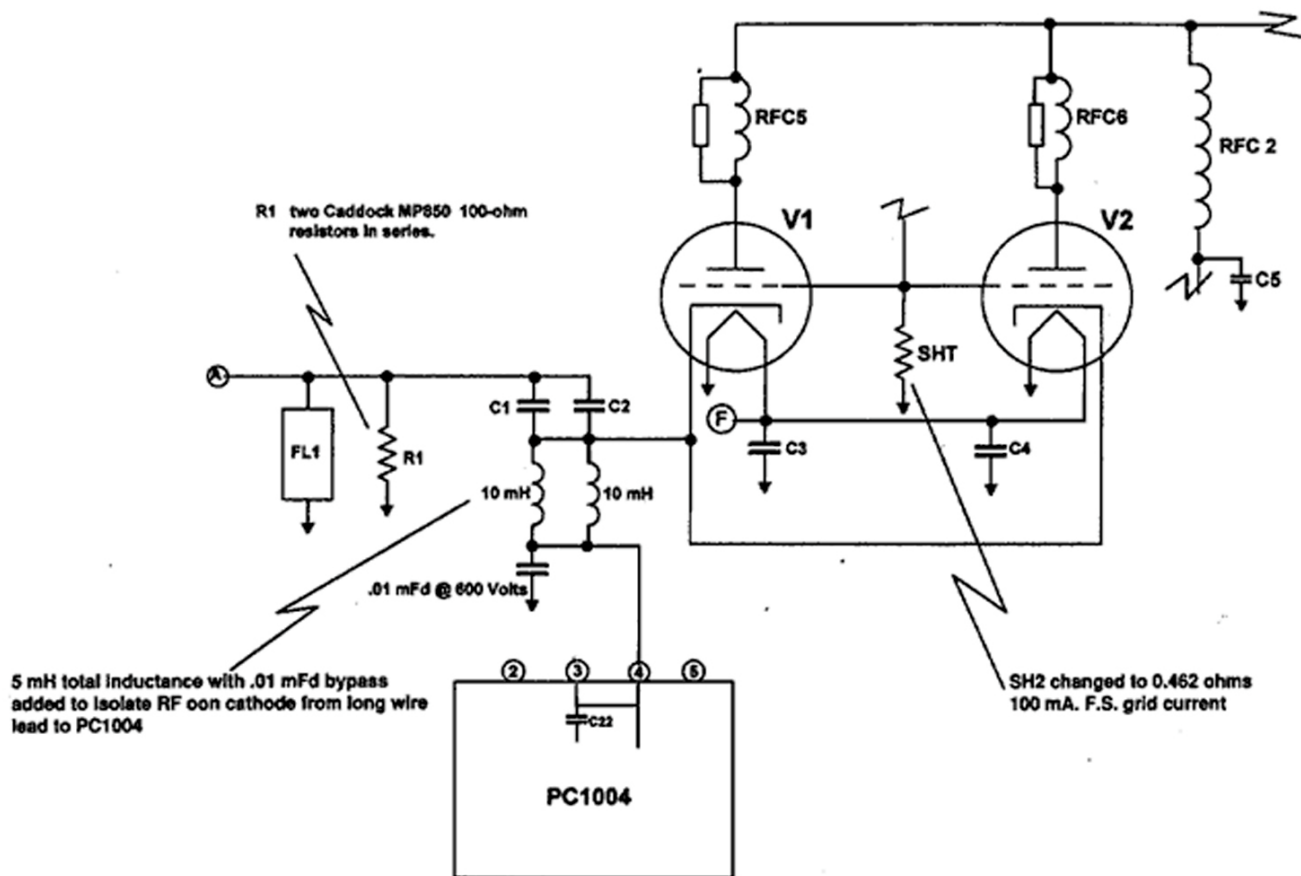 RFC5
RFC6
RFC 2
R1 two Caddock MP850 100-ohm
resistors in series.
V1
V2
C5
SHT
A
C1
C2
F
FL1
R1
C3
C4
10 mH
10 mH
.01 mFd @ 600 Volts
5 mH total inductance with .01 mFd bypass
added to isolate RF oon cathode from long wire
lead to PC1004
2
3
4
5
SH2 changed to 0.462 ohms
100 mA. F.S. grid current
C22
PC1004